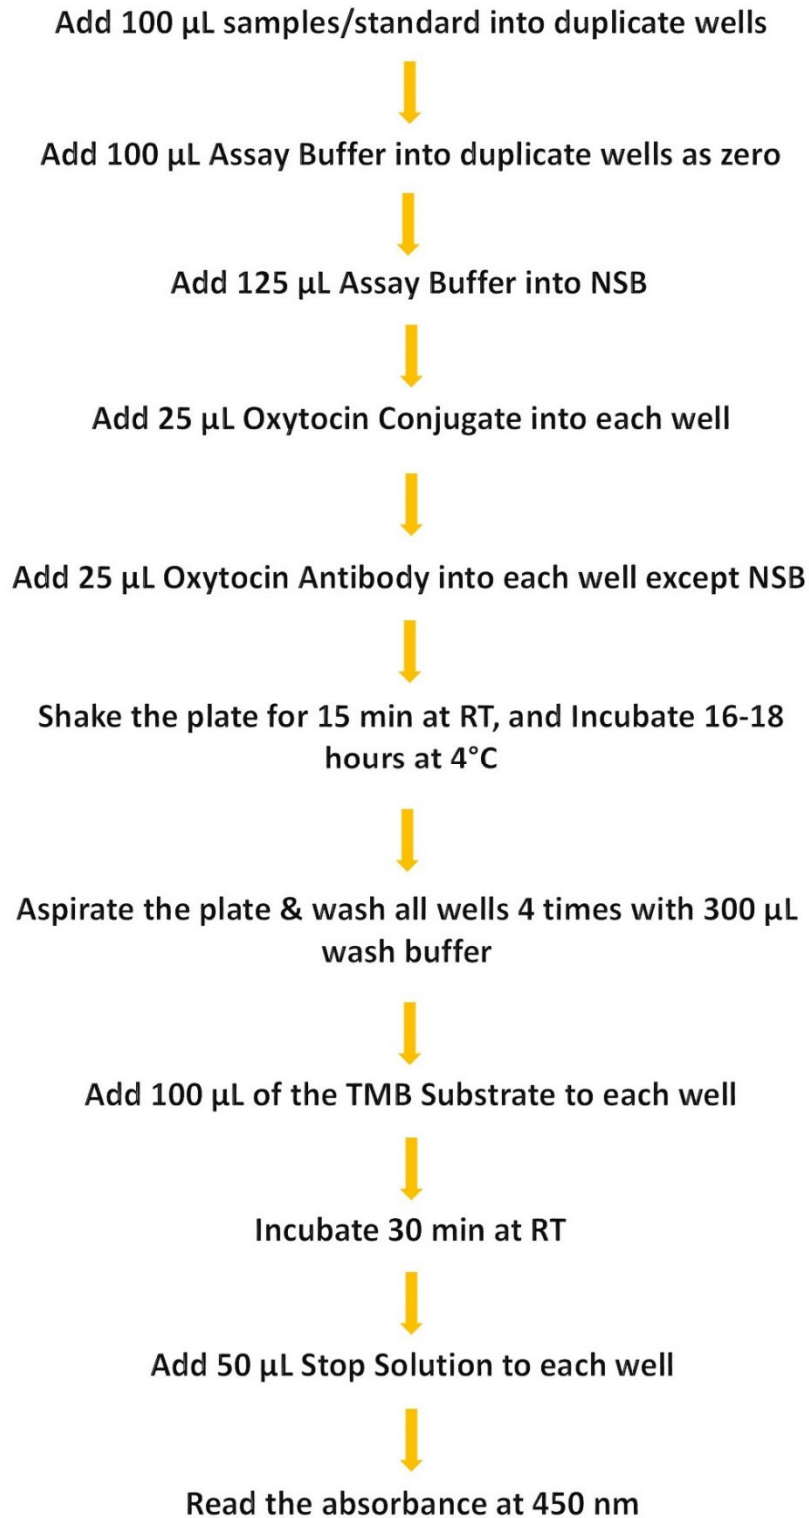 Add 100 µL samples/standard into duplicate wells
Add 100 µL Assay Buffer into duplicate wells as zero
Add 125 µL Assay Buffer into NSB
Add 25 µL Oxytocin Conjugate into each well
Add 25 µL Oxytocin Antibody into each well except NSB
Shake the plate for 15 min at RT, and Incubate 16-18
hours at 4°C
Aspirate the plate & wash all wells 4 times with 300 µL
wash buffer
Add 100 µL of the TMB Substrate to each well
Incubate 30 min at RT
Add 50 µL Stop Solution to each well
Read the absorbance at 450 nm